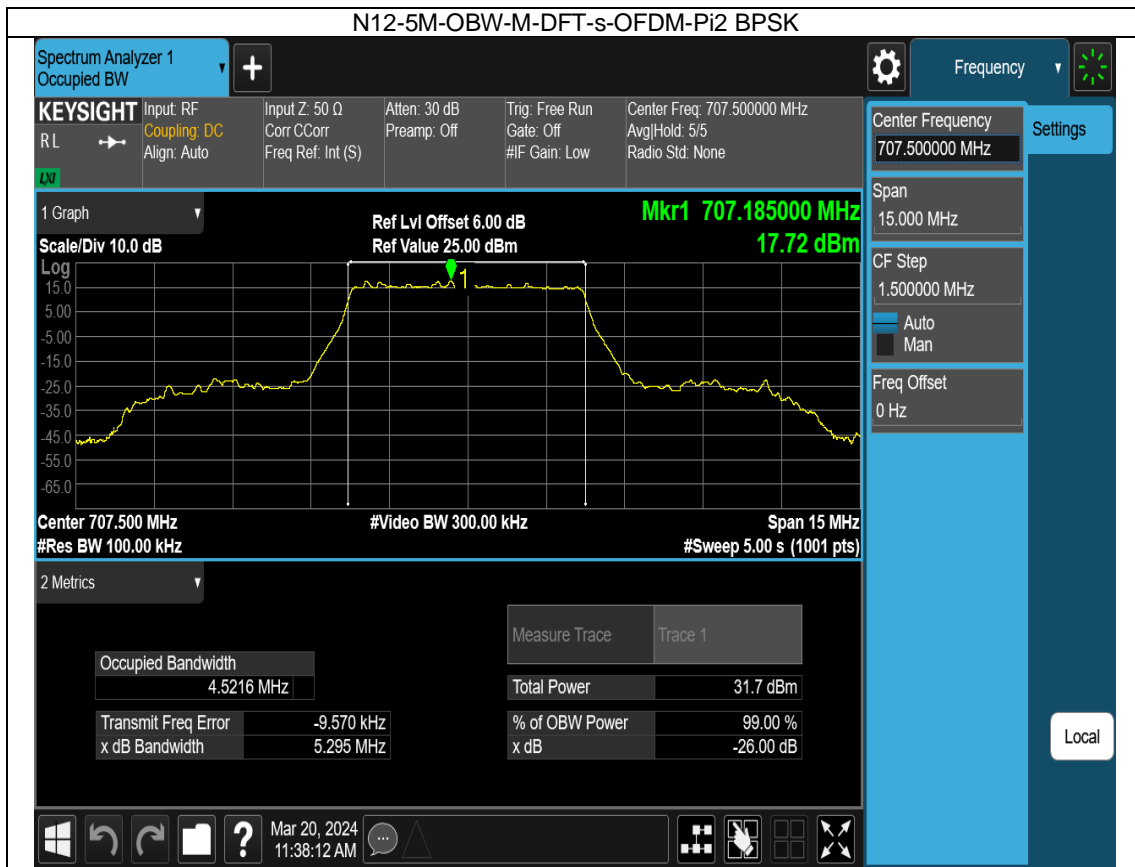 N12-5M-OBW-M-DFT-s-OFDM-Pi2 BPSK
Spectrum Analyzer 1
Occupied BW
+
Frequency
KEYSIGHT
R L
LXI
Input: RF
Coupling: DC
Align: Auto
Input Z: 50 Ω
Corr CCorr
Freq Ref: Int (S)
Atten: 30 dB
Preamp: Off
Trig: Free Run
Gate: Off
#IF Gain: Low
Center Freq: 707.500000 MHz
Avg|Hold: 5/5
Radio Std: None
Center Frequency
707.500000 MHz
Settings
Span
15.000 MHz
CF Step
1.500000 MHz
Auto
Man
Freq Offset
0 Hz
Local
1 Graph
Scale/Div 10.0 dB
Ref Lvl Offset 6.00 dB
Ref Value 25.00 dBm
Mkr1 707.185000 MHz
17.72 dBm
Log
1
15.0
5.00
-5.00
-15.0
-25.0
-35.0
-45.0
-55.0
-65.0
Center 707.500 MHz
#Video BW 300.00 kHz
Span 15 MHz
#Res BW 100.00 kHz
#Sweep 5.00 s (1001 pts)
2 Metrics
Measure Trace
Trace 1
Occupied Bandwidth
4.5216 MHz
Total Power
31.7 dBm
Transmit Freq Error
-9.570 kHz
% of OBW Power
99.00 %
x dB Bandwidth
5.295 MHz
x dB
-26.00 dB
?
Mar 20, 2024
11:38:12 AM